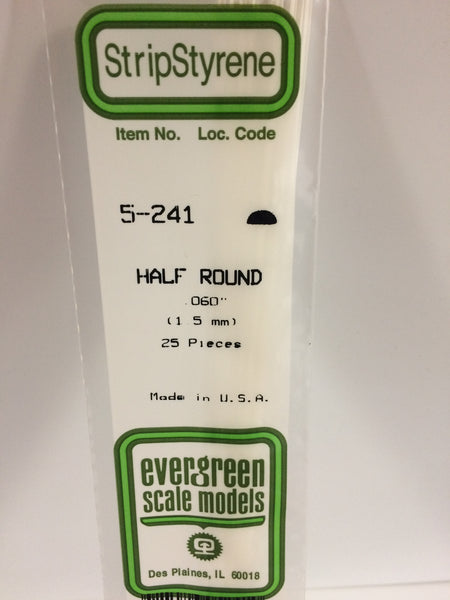 StripStyrene
Item No. Loc. Code
5-241
HALF ROUND
.060"
(1.5 mm)
25 Pieces
Made in U.S.A.
evergreen
scale models
Des Plaines, IL 60018